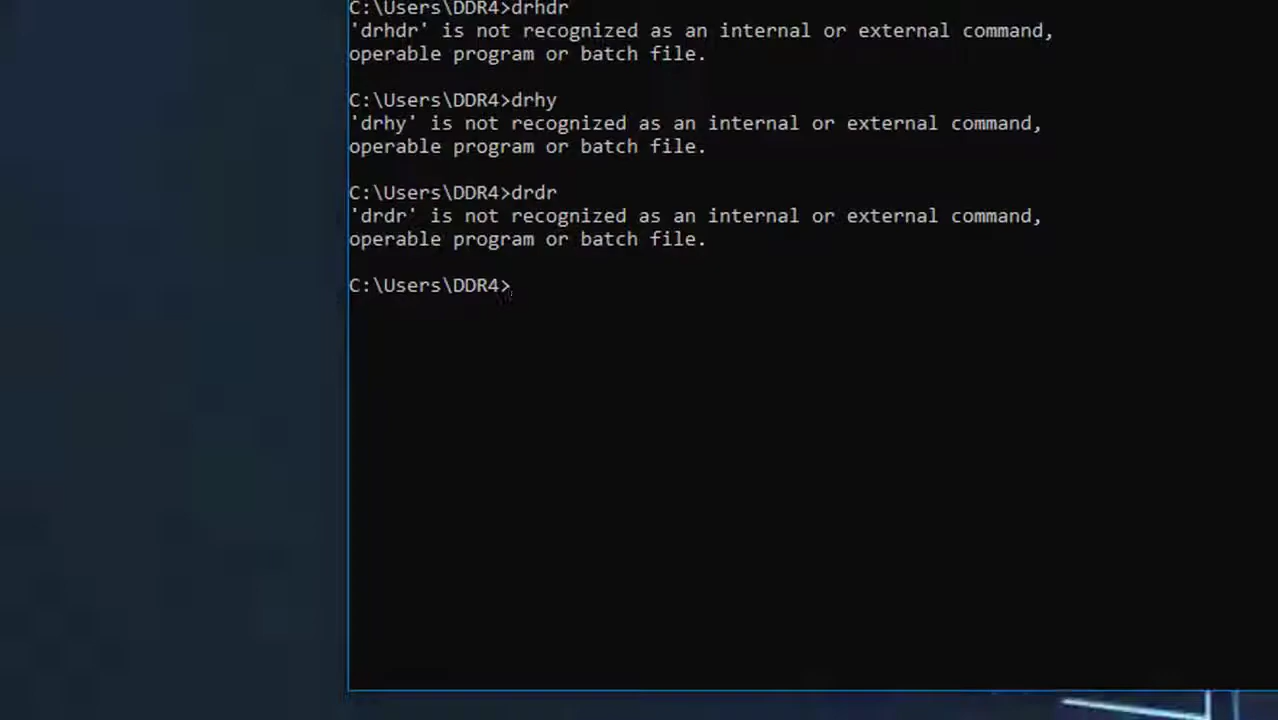 C:\Users\DDR4>drhdr
'drhdr' is not recognized as an internal or external command,
operable program or batch file.
C:\Users\DDR4>drhy
'drhy' is not recognized as an internal or external command,
operable program or batch file.
C:\Users\DDR4>drdr
'drdr' is not recognized as an internal or external command,
operable program or batch file.
C:\Users\DDR4>